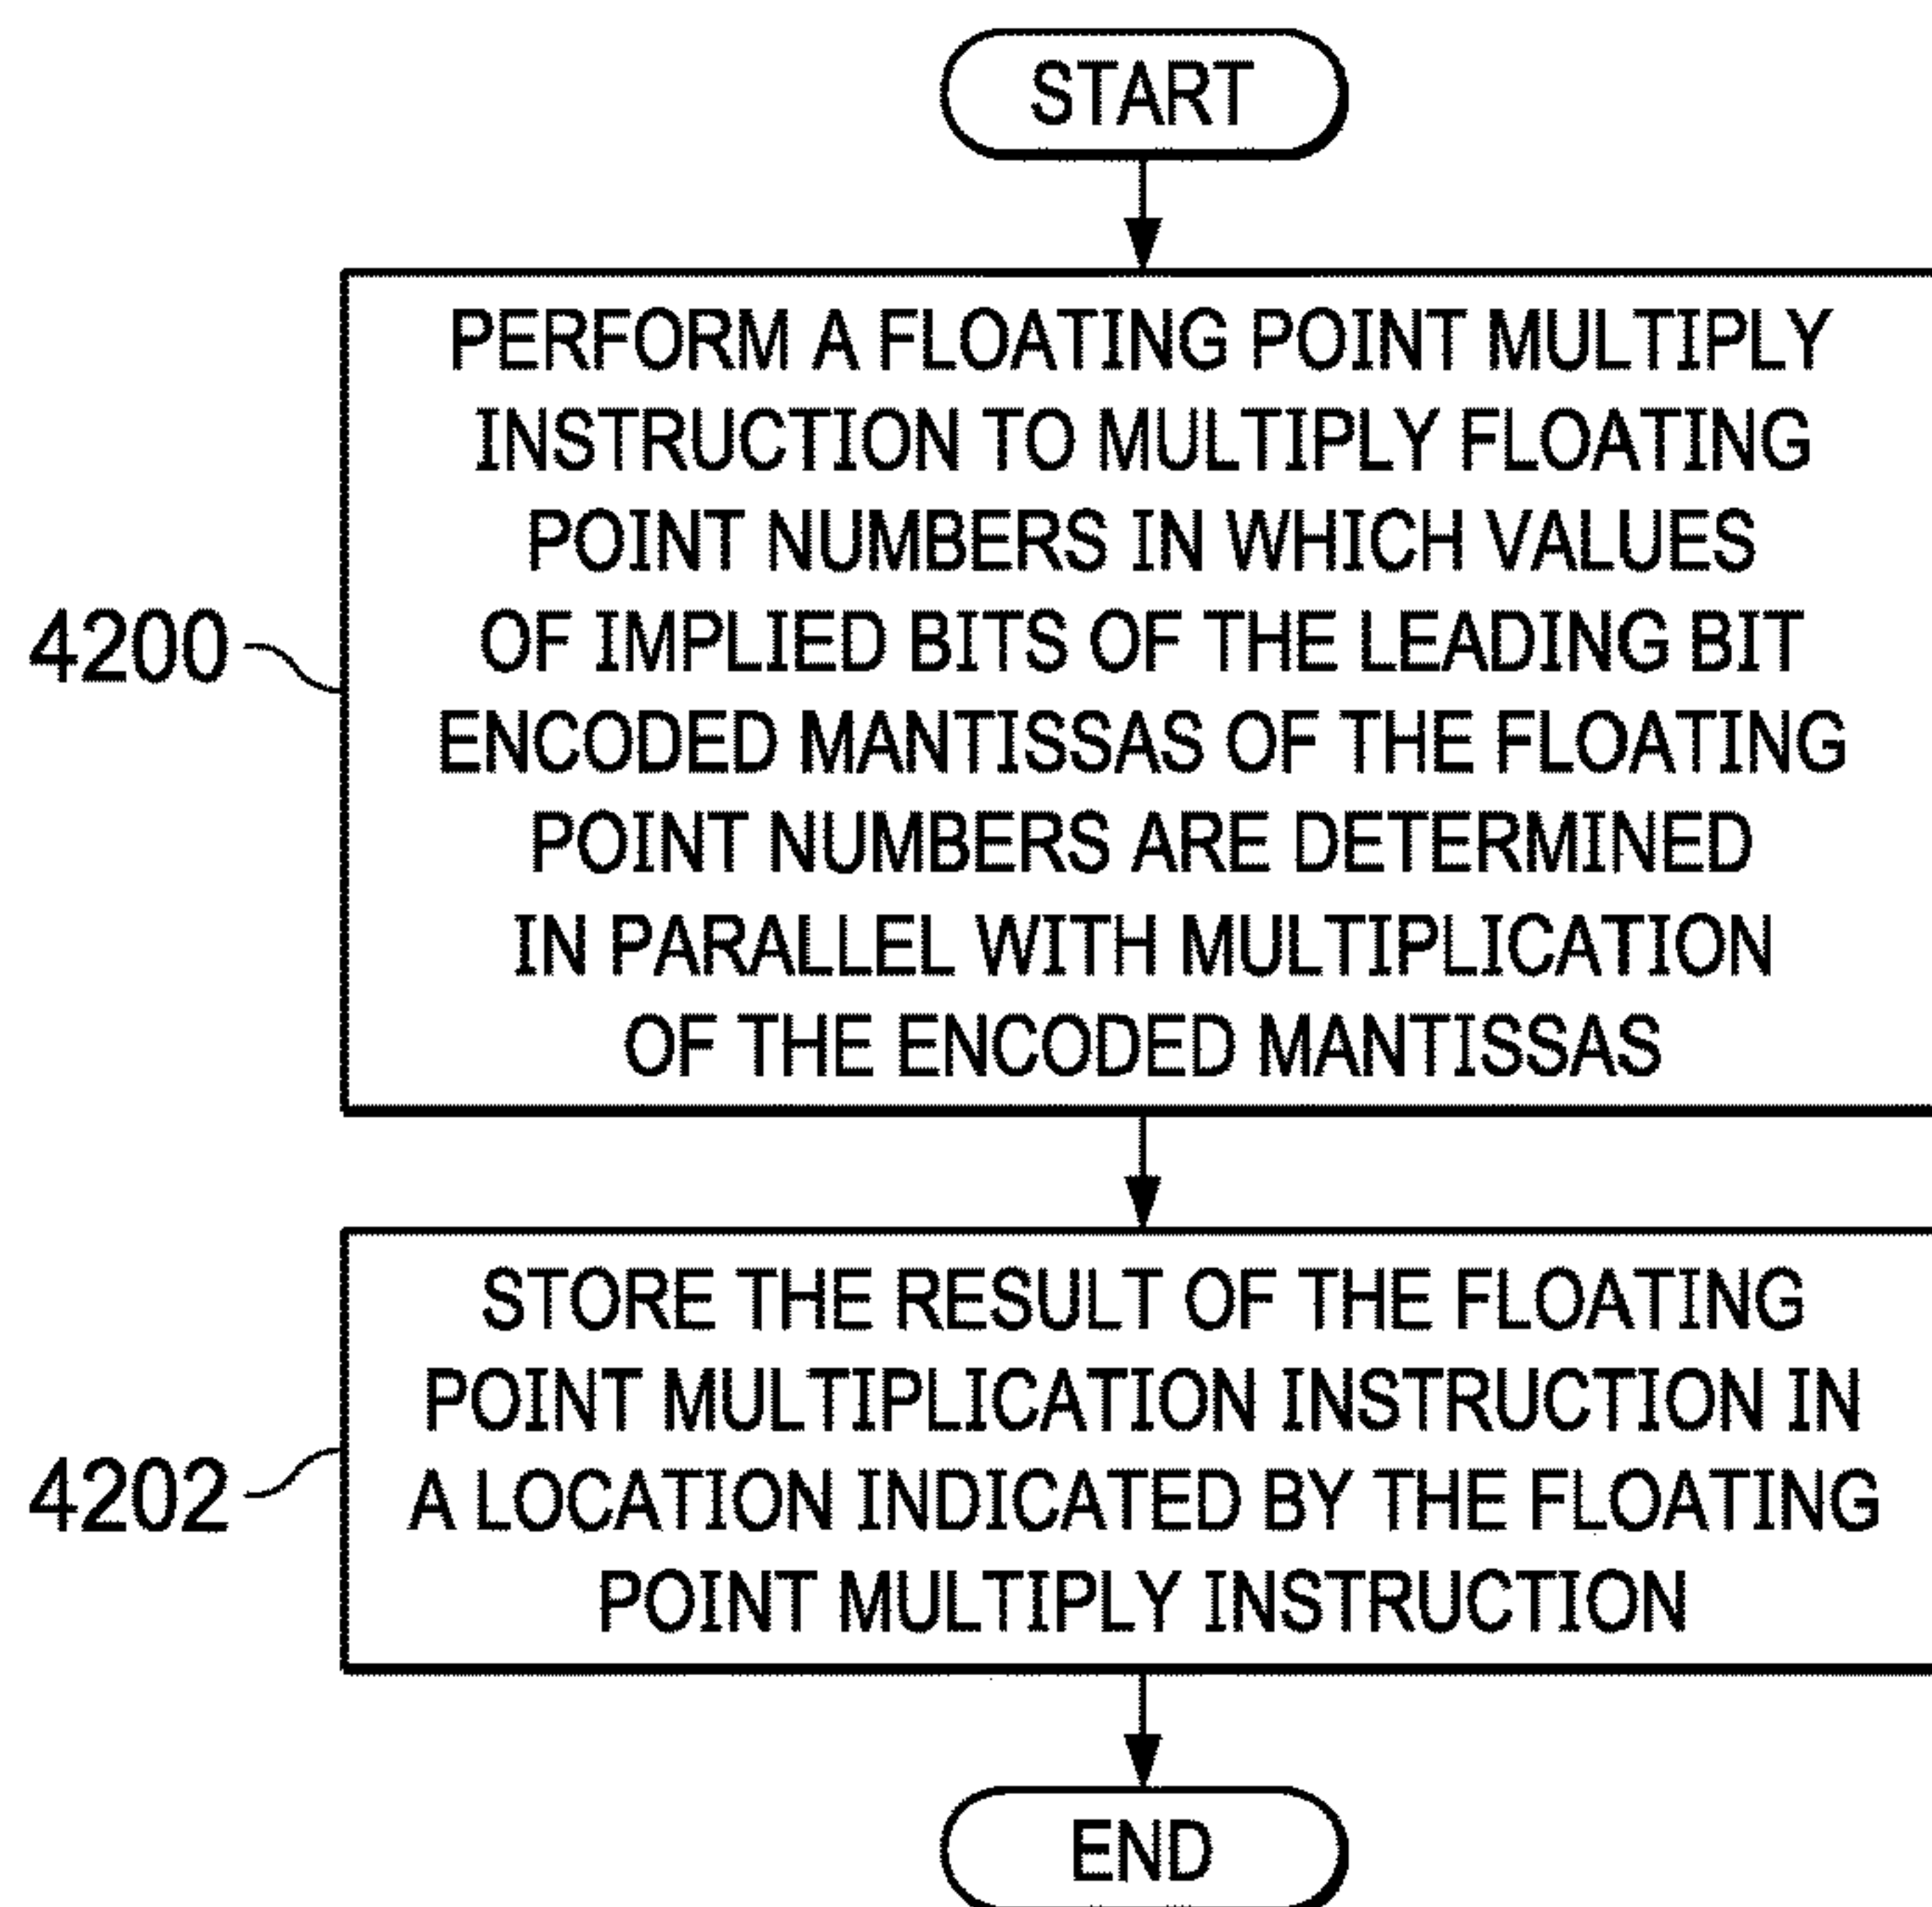 START
PERFORM A FLOATING POINT MULTIPLY
INSTRUCTION TO MULTIPLY FLOATING
POINT NUMBERS IN WHICH VALUES
OF IMPLIED BITS OF THE LEADING BIT
4200
ENCODED MANTISSAS OF THE FLOATING
POINT NUMBERS ARE DETERMINED
IN PARALLEL WITH MULTIPLICATION
OF THE ENCODED MANTISSAS
STORE THE RESULT OF THE FLOATING
POINT MULTIPLICATION INSTRUCTION IN
4202
A LOCATION INDICATED BY THE FLOATING
POINT MULTIPLY INSTRUCTION
END